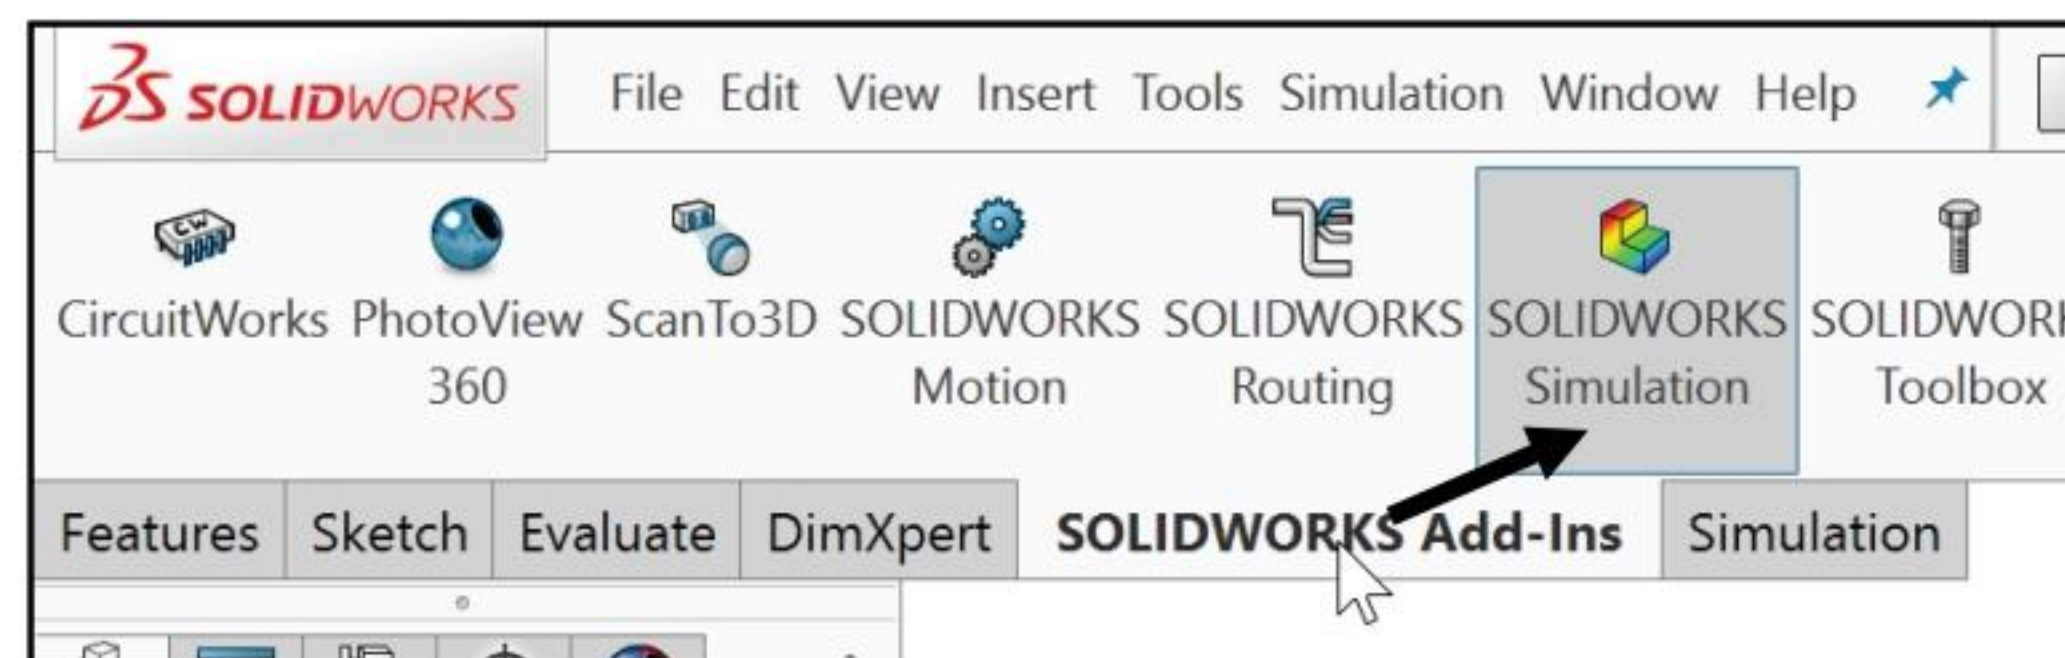 SOLIDWORKS File Edit View Insert Tools Simulation Window Help
CW
CircuitWorks PhotoView ScanTo3D SOLIDWORKS SOLIDWORKS SOLIDWORKS
360 Motion Routing Simulation Toolbox
Features Sketch Evaluate DimXpert SOLIDWORKS Add-Ins Simulation